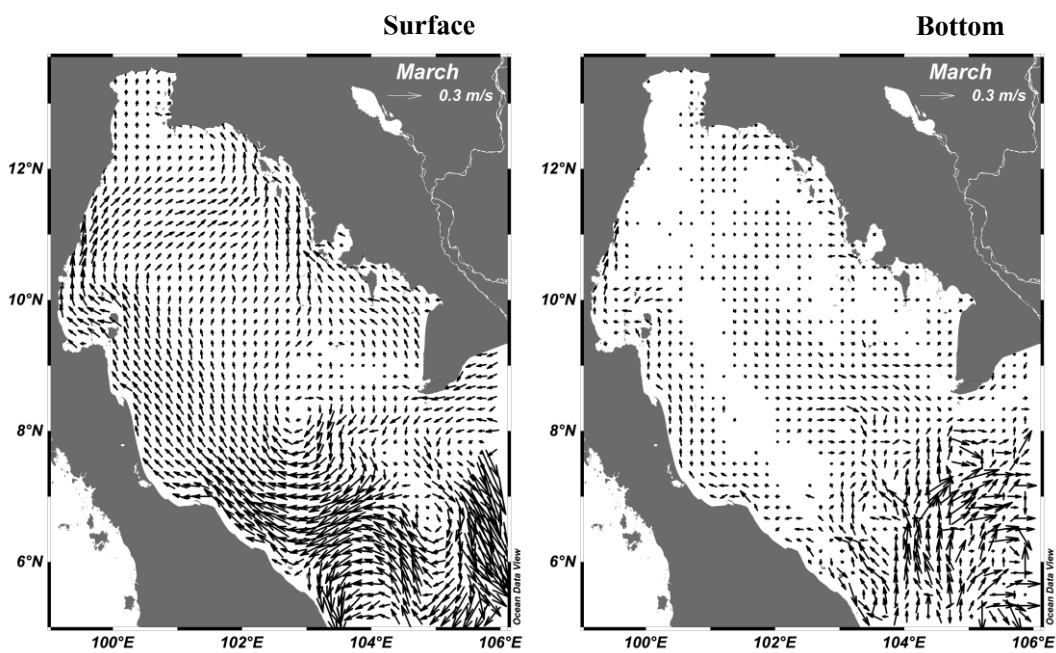 Surface
Bottom
March
0.3 m/s
March
0.3 m/s
12°N
12°N
10°N
10°N
8°N
8°N
6°N
6°N
Ocean Data View
Ocean Data View
100°E 102°E 104°E 106°E
100°E 102°E 104°E 106°E